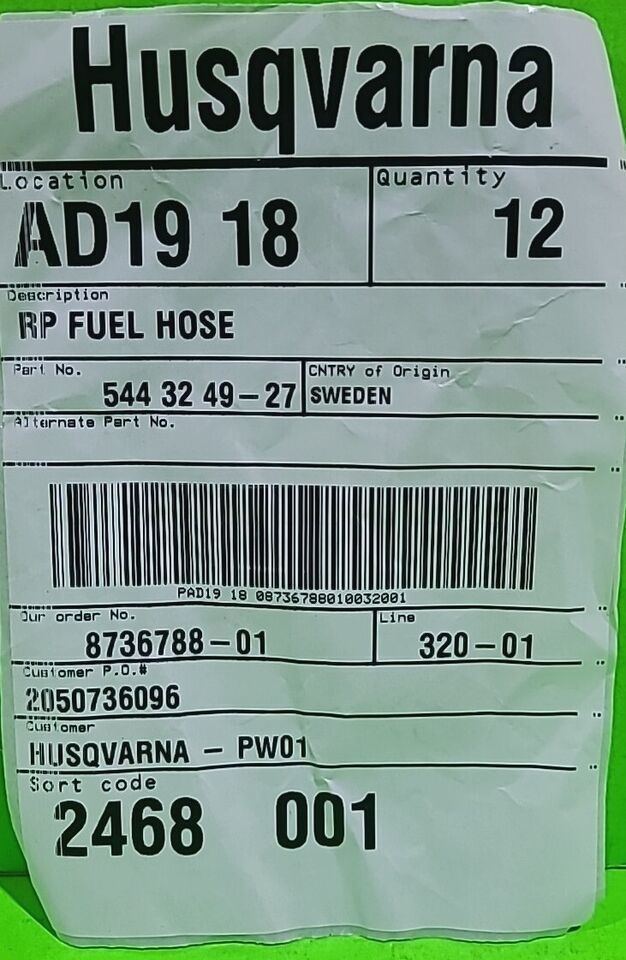 Husqvarna
Location
Quantity
AD19 18
12
Description
RP FUEL HOSE
Part No.
CNTRY of Origin
544 32 49-27
SWEDEN
Alternate Part No.
PAD19 18 08736788010032001
Our order No.
Line
8736788-01
320-01
Customer P.O.#
2050736096
Customer
HUSQVARNA - PW01
Sort code
2468 001